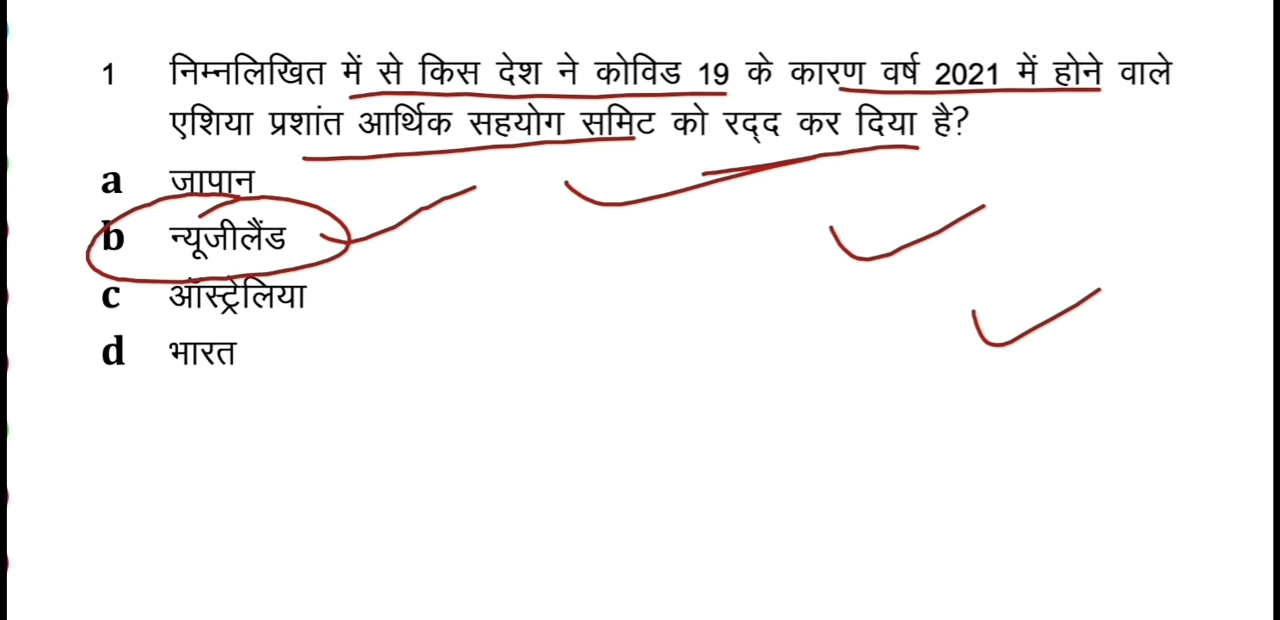 1 निम्नलिखित में से किस देश ने कोविड 19 के कारण वर्ष 2021 में होने वाले
एशिया प्रशांत आर्थिक सहयोग समिट को रद्द कर दिया है?
a जापान
b न्यूजीलैंड
c ऑस्ट्रेलिया
d भारत